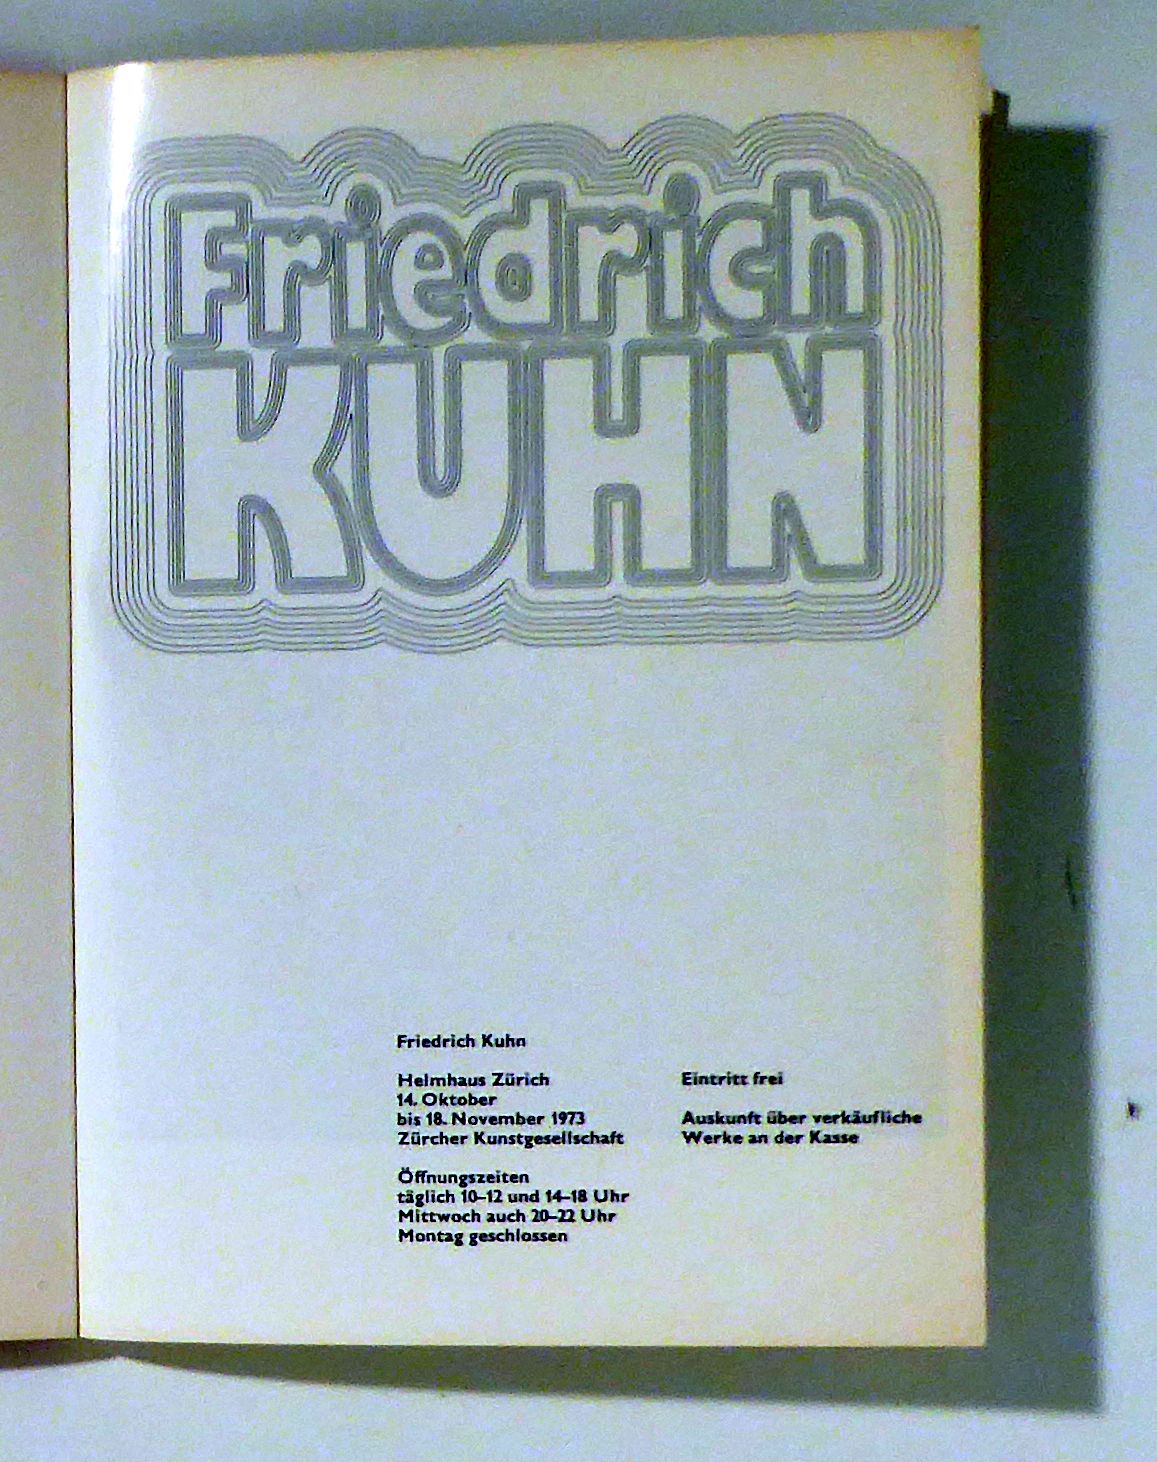 Friedrich
KUHN
Friedrich Kuhn
Helmhaus Zürich
14. Oktober
bis 18. November 1973
Zürcher Kunstgesellschaft
Öffnungszeiten
täglich 10–12 und 14–18 Uhr
Mittwoch auch 20–22 Uhr
Montag geschlossen
Eintritt frei
Auskunft über verkäufliche
Werke an der Kasse